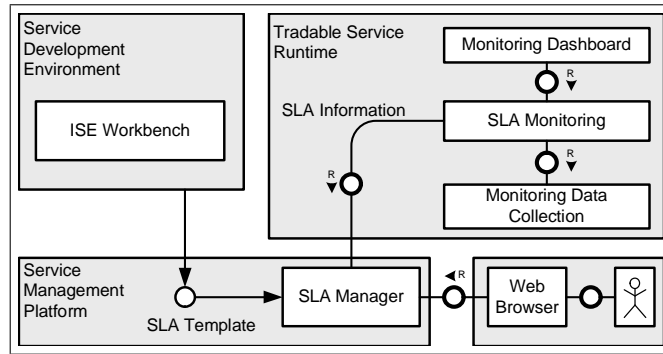 Service
Development
Environment
ISE Workbench
Tradable Service
Runtime
Monitoring Dashboard
R
SLA Information
SLA Monitoring
R
R
Monitoring Data
Collection
Service
Management
Platform
SLA Template
SLA Manager
R
Web
Browser